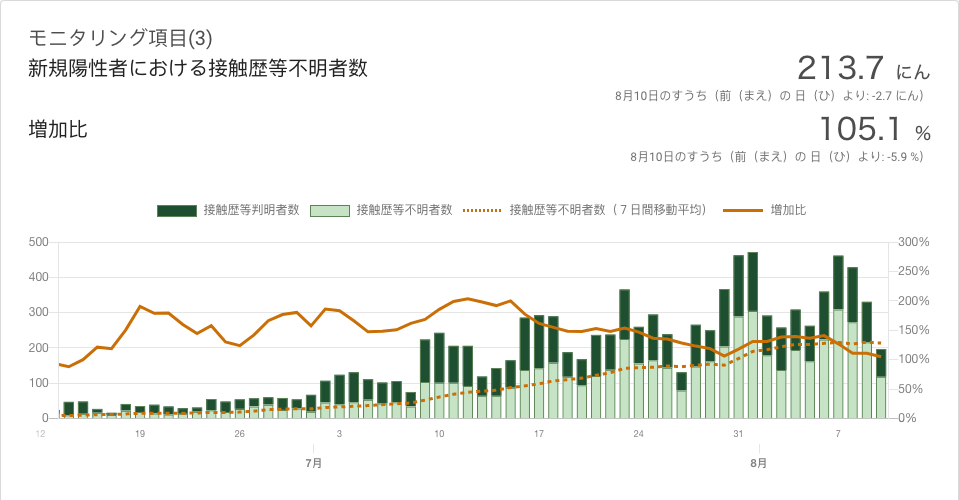 モニタリング項目(3)
新規陽性者における接触歴等不明者数
213.7 にん
8月10日のすうち（前（まえ）の 日（ひ）より: -2.7 にん）
増加比
105.1 %
8月10日のすうち（前（まえ）の 日（ひ）より: -5.9 %）
接触歴等判明者数 接触歴等不明者数 接触歴等不明者数（７日間移動平均） 増加比
500 300%
250%
400
200%
300
150%
200
100%
100
50%
0 0%
12 19 26 3 10 17 24 31 7
7月 8月